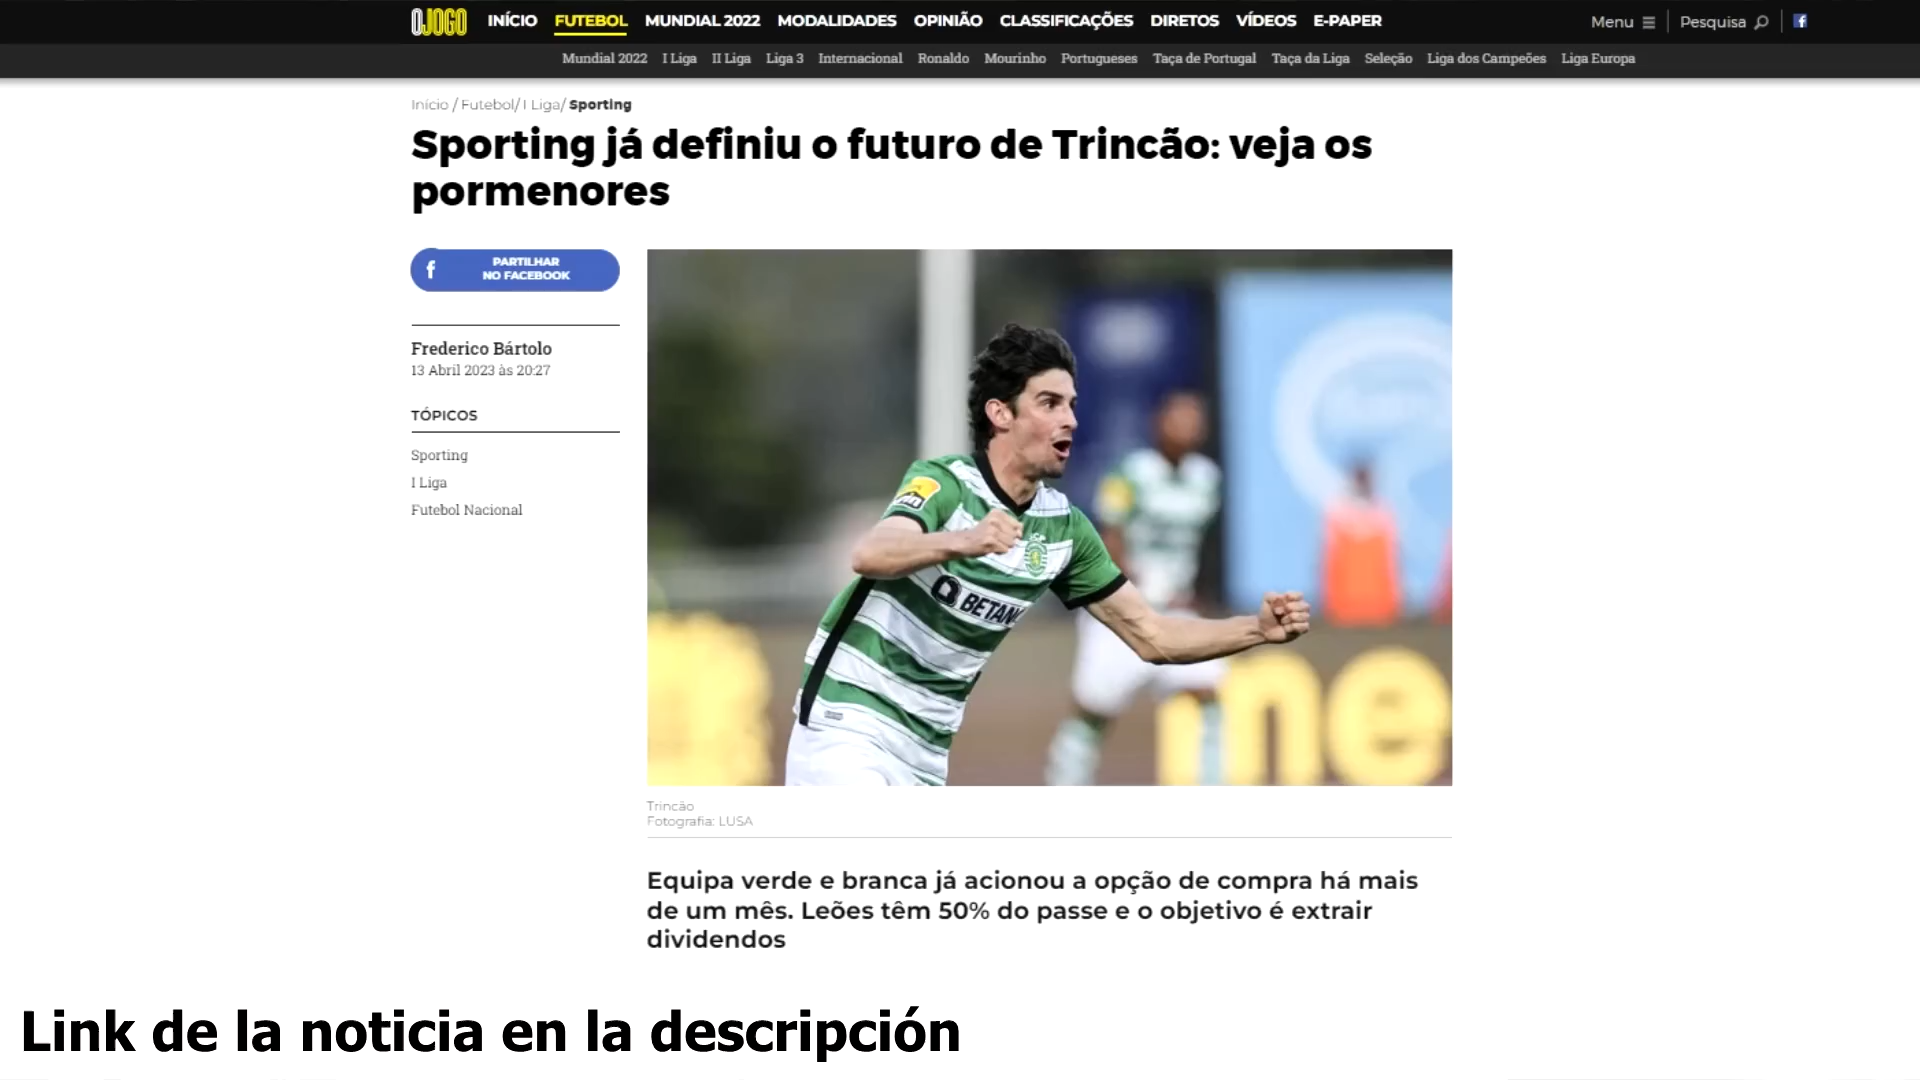 OJOGO INÍCIO FUTEBOL MUNDIAL 2022 MODALIDADES OPINIÃO CLASSIFICAÇÕES DIRETOS VÍDEOS E-PAPER Menu Pesquisa
Mundial 2022 I Liga II Liga Liga 3 Internacional Ronaldo Mourinho Portugueses Taça de Portugal Taça da Liga Seleção Liga dos Campeões Liga Europa
Início / Futebol/ I Liga/ Sporting
Sporting já definiu o futuro de Trincão: veja os
pormenores
PARTILHAR
NO FACEBOOK
Frederico Bártolo
13 Abril 2023 às 20:27
TÓPICOS
Sporting
I Liga
Futebol Nacional
BETANO
ne
Trincão
Fotografia: LUSA
Equipa verde e branca já acionou a opção de compra há mais
de um mês. Leões têm 50% do passe e o objetivo é extrair
dividendos
Link de la noticia en la descripción